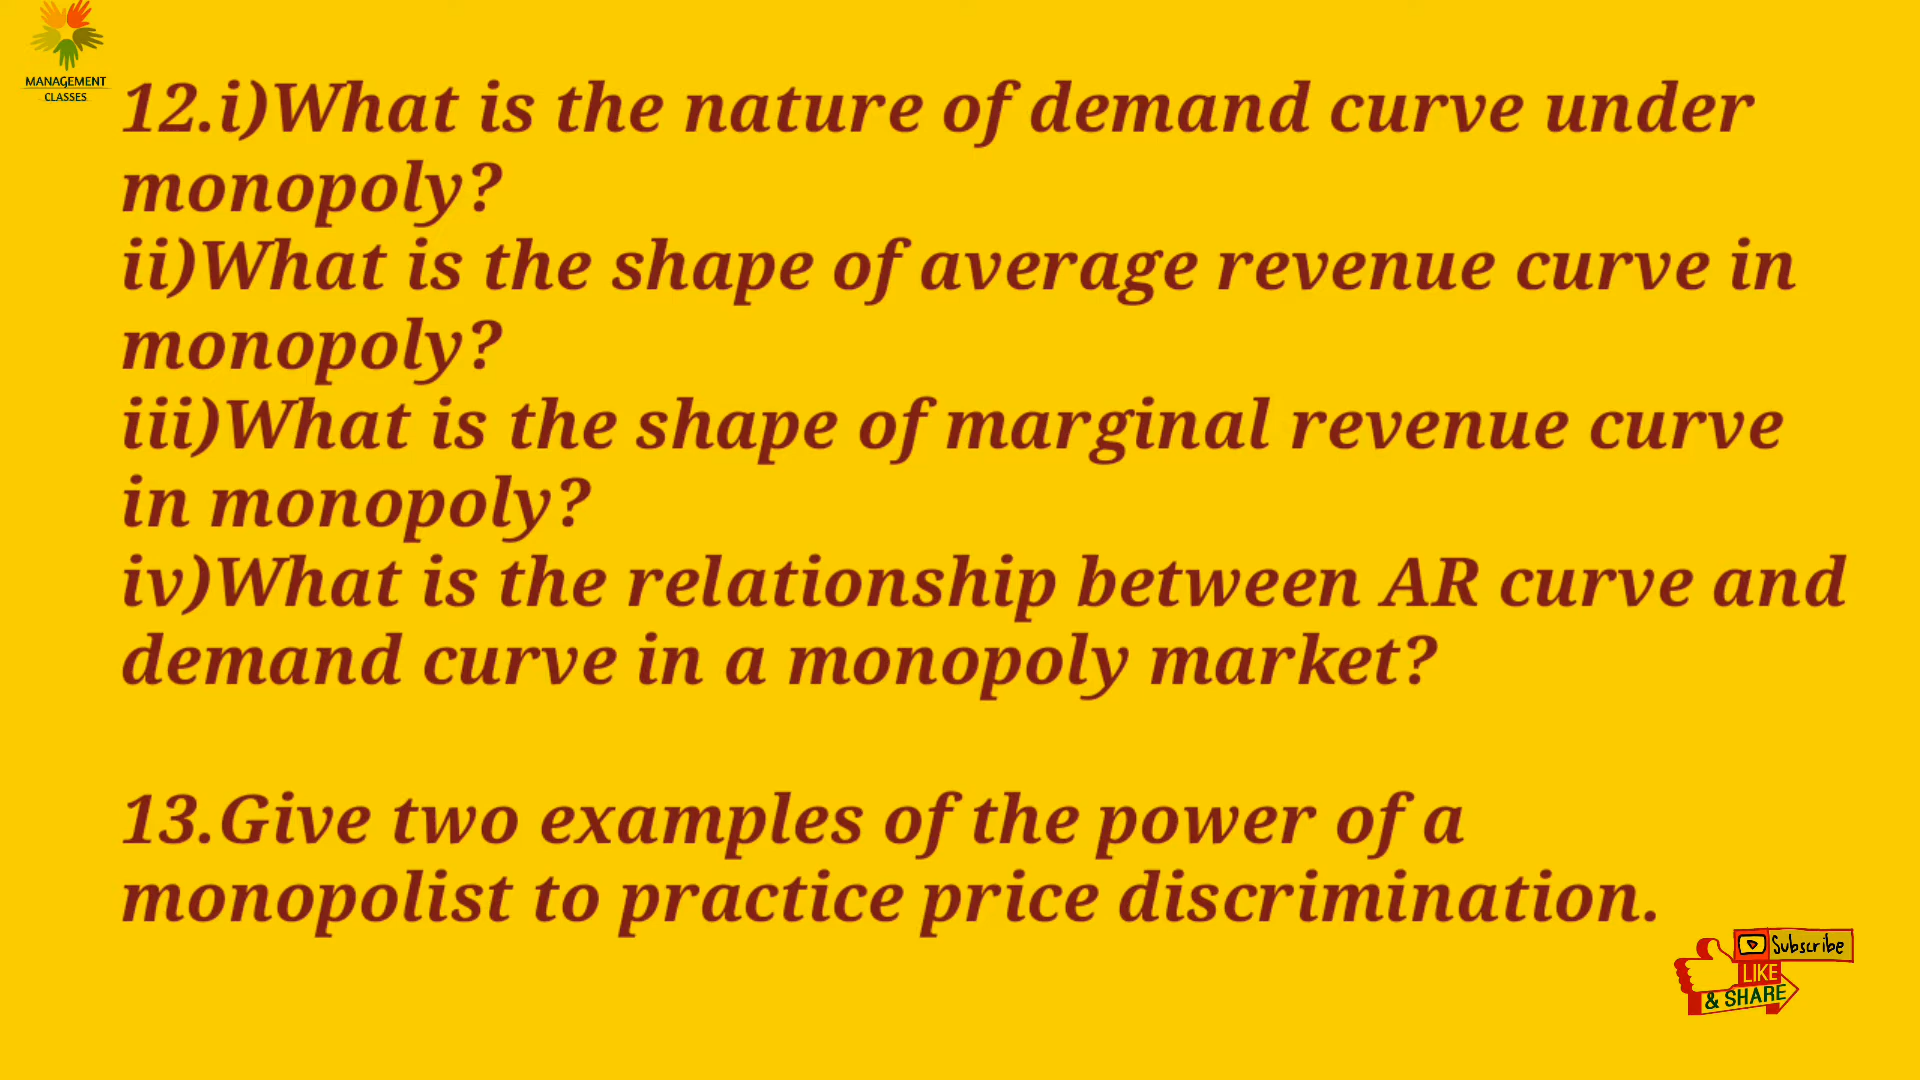 MANAGEMENT
CLASSES
12.i)What is the nature of demand curve under
monopoly?
ii)What is the shape of average revenue curve in
monopoly?
iii)What is the shape of marginal revenue curve
in monopoly?
iv)What is the relationship between AR curve and
demand curve in a monopoly market?
13.Give two examples of the power of a
monopolist to practice price discrimination.
Subscribe
LIKE
& SHARE